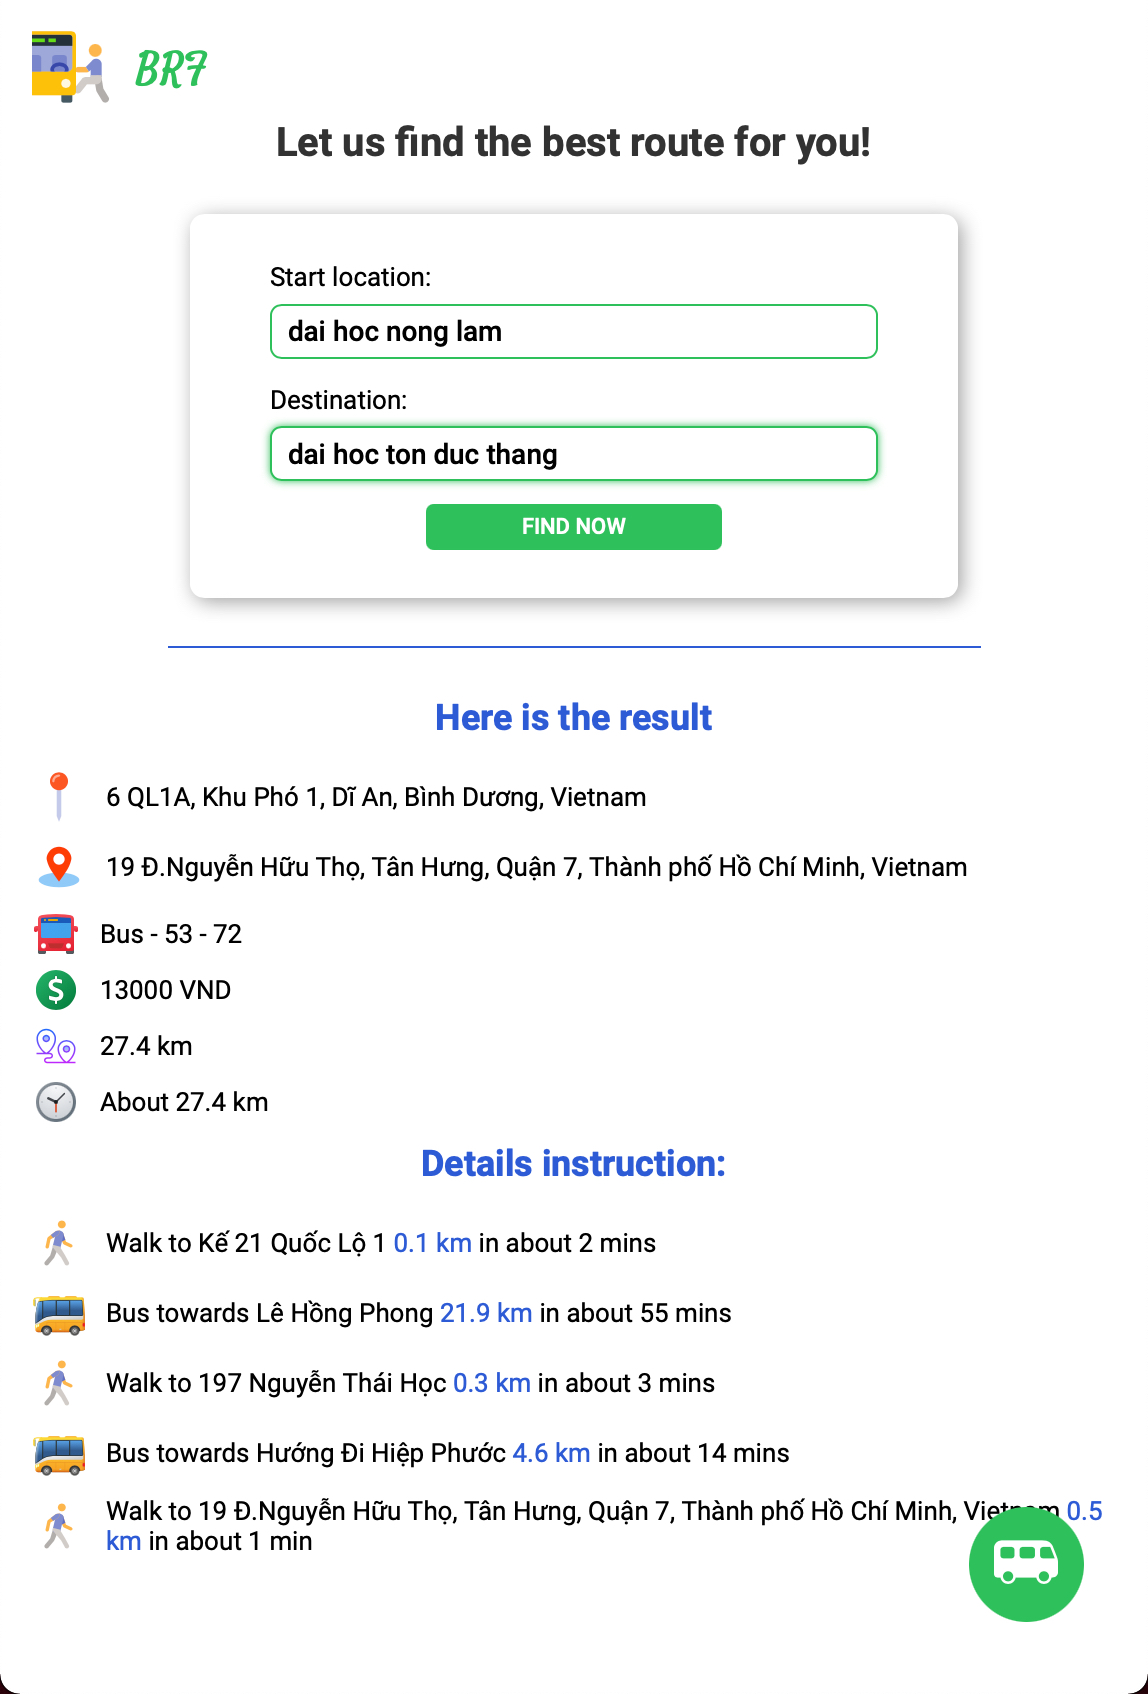 BRF
Let us find the best route for you!
Start location:
dai hoc nong lam
Destination:
dai hoc ton duc thang
FIND NOW
Here is the result
6 QL1A, Khu Phó 1, Dĩ An, Bình Dương, Vietnam
19 Đ.Nguyễn Hữu Thọ, Tân Hưng, Quận 7, Thành phố Hồ Chí Minh, Vietnam
Bus - 53 - 72
13000 VND
27.4 km
About 27.4 km
Details instruction:
Walk to Kế 21 Quốc Lộ 1 0.1 km in about 2 mins
Bus towards Lê Hồng Phong 21.9 km in about 55 mins
Walk to 197 Nguyễn Thái Học 0.3 km in about 3 mins
Bus towards Hướng Đi Hiệp Phước 4.6 km in about 14 mins
Walk to 19 Đ.Nguyễn Hữu Thọ, Tân Hưng, Quận 7, Thành phố Hồ Chí Minh, Vietnam 0.5
km in about 1 min